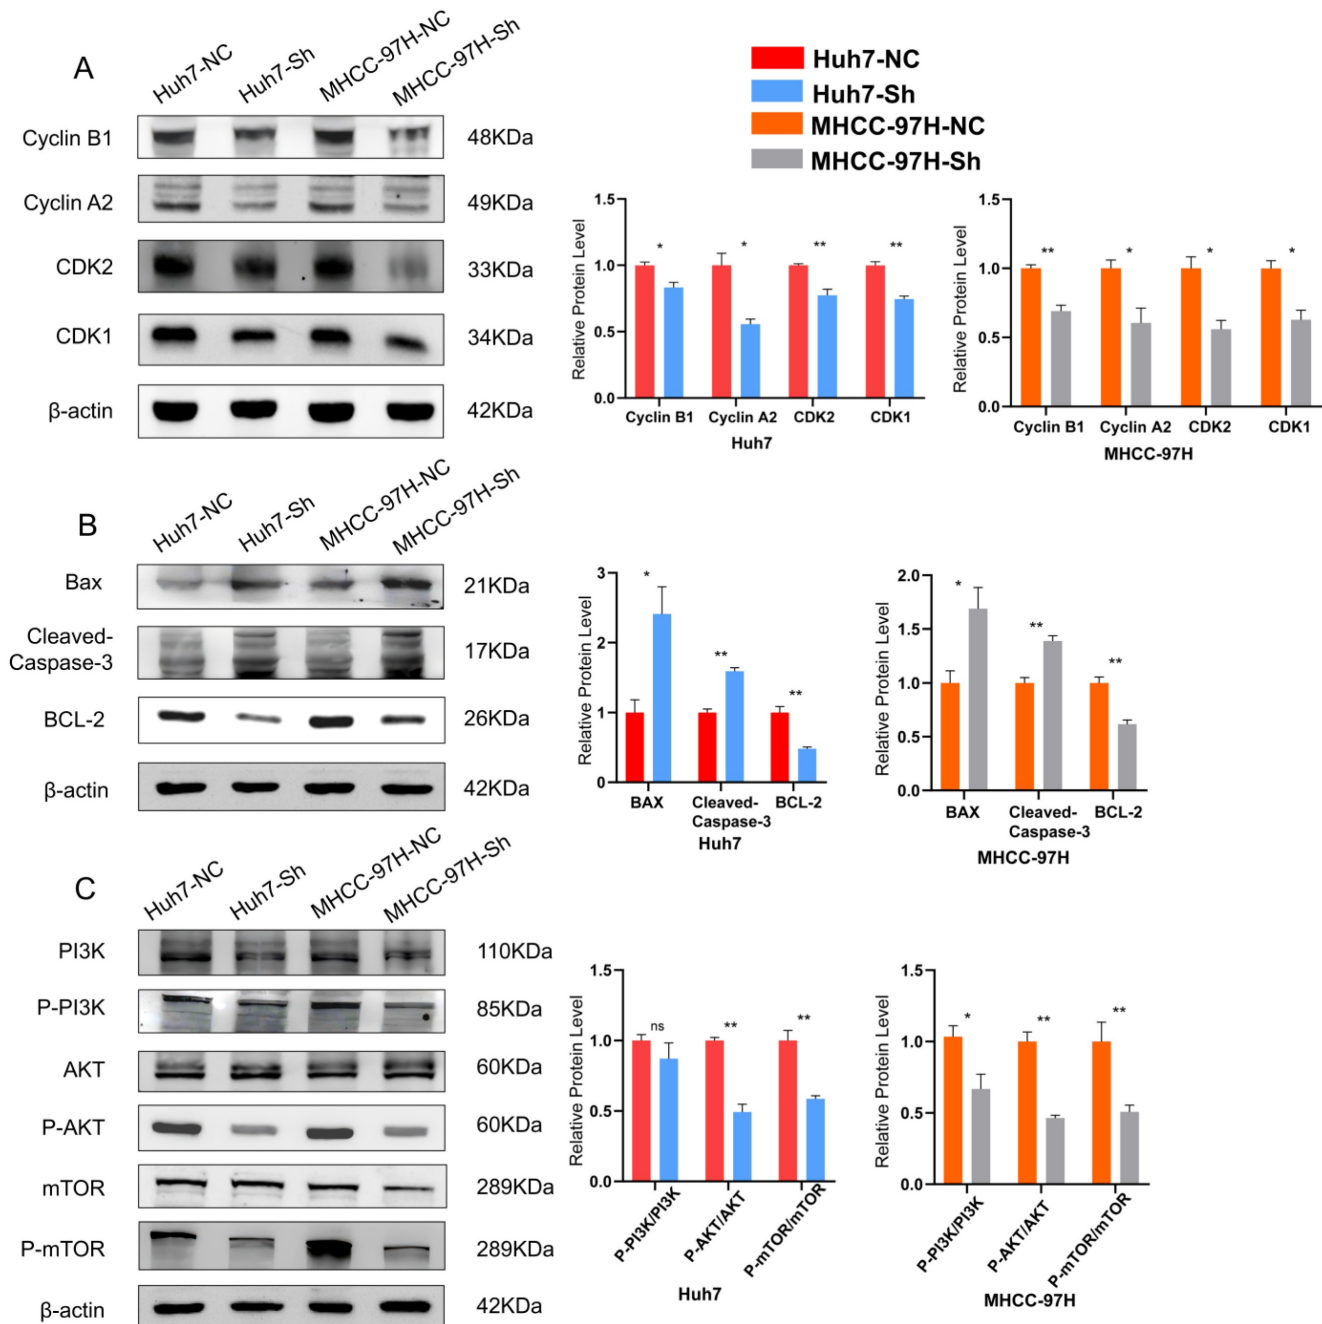 A
Huh7-NC
Huh7-Sh
MHCC-97H-NC
MHCC-97H-Sh
Cyclin B1
48KDa
Cyclin A2
49KDa
CDK2
33KDa
CDK1
34KDa
β-actin
42KDa
Huh7-NC
Huh7-Sh
MHCC-97H-NC
MHCC-97H-Sh
Relative Protein Level
1.5
1.0
0.5
0.0
*
*
**
**
Cyclin B1
Cyclin A2
CDK2
CDK1
Huh7
Relative Protein Level
1.5
1.0
0.5
0.0
**
*
*
*
Cyclin B1
Cyclin A2
CDK2
CDK1
MHCC-97H
B
Huh7-NC
Huh7-Sh
MHCC-97H-NC
MHCC-97H-Sh
Bax
21KDa
Cleaved-
Caspase-3
17KDa
BCL-2
26KDa
β-actin
42KDa
Relative Protein Level
3
2
1
0
*
**
**
BAX
Cleaved-
Caspase-3
BCL-2
Huh7
Relative Protein Level
2.0
1.5
1.0
0.5
0.0
*
**
**
BAX
Cleaved-
Caspase-3
BCL-2
MHCC-97H
C
Huh7-NC
Huh7-Sh
MHCC-97H-NC
MHCC-97H-Sh
PI3K
110KDa
P-PI3K
85KDa
AKT
60KDa
P-AKT
60KDa
mTOR
289KDa
P-mTOR
289KDa
β-actin
42KDa
Relative Protein Level
1.5
1.0
0.5
0.0
ns
**
**
P-PI3K/PI3K
P-AKT/AKT
P-mTOR/mTOR
Huh7
Relative Protein Level
1.5
1.0
0.5
0.0
*
**
**
P-PI3K/PI3K
P-AKT/AKT
P-mTOR/mTOR
MHCC-97H